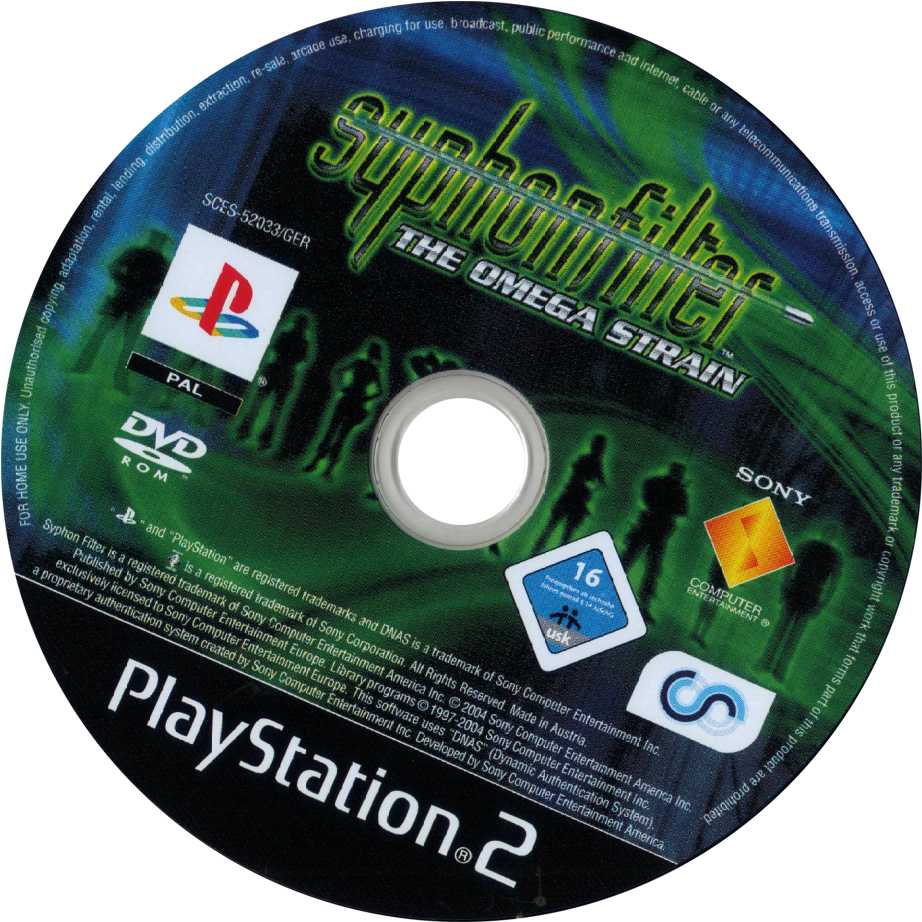 FOR HOME USE ONLY. Unauthorised copying, adaptation, rental, lending, distribution, extraction, re-sale, arcade use, charging for use, broadcast, public performance and internet, cable or any telecommunications transmission, access or use of this product or any trademark or copyright work that forms part of this product are prohibited
syphonfilter™
THE OMEGA STRAIN
SCES-52033/GER
®
PAL
DVD
ROM™
SONY
COMPUTER
ENTERTAINMENT ®
16
usk
"PS" and "PlayStation" are registered trademarks and DNAS is a trademark of Sony Computer Entertainment Inc.
is a registered trademark of Sony Corporation. All Rights Reserved. Made in Austria.
Syphon Filter is a registered trademark of Sony Computer Entertainment America Inc. © 2004 Sony Computer Entertainment America Inc.
Published by Sony Computer Entertainment Europe. Library programs © 1997-2004 Sony Computer Entertainment Inc.
exclusively licensed to Sony Computer Entertainment Europe. This software uses "DNAS" (Dynamic Authentication System),
a proprietary authentication system created by Sony Computer Entertainment Inc. Developed by Sony Computer Entertainment America.
PlayStation®2